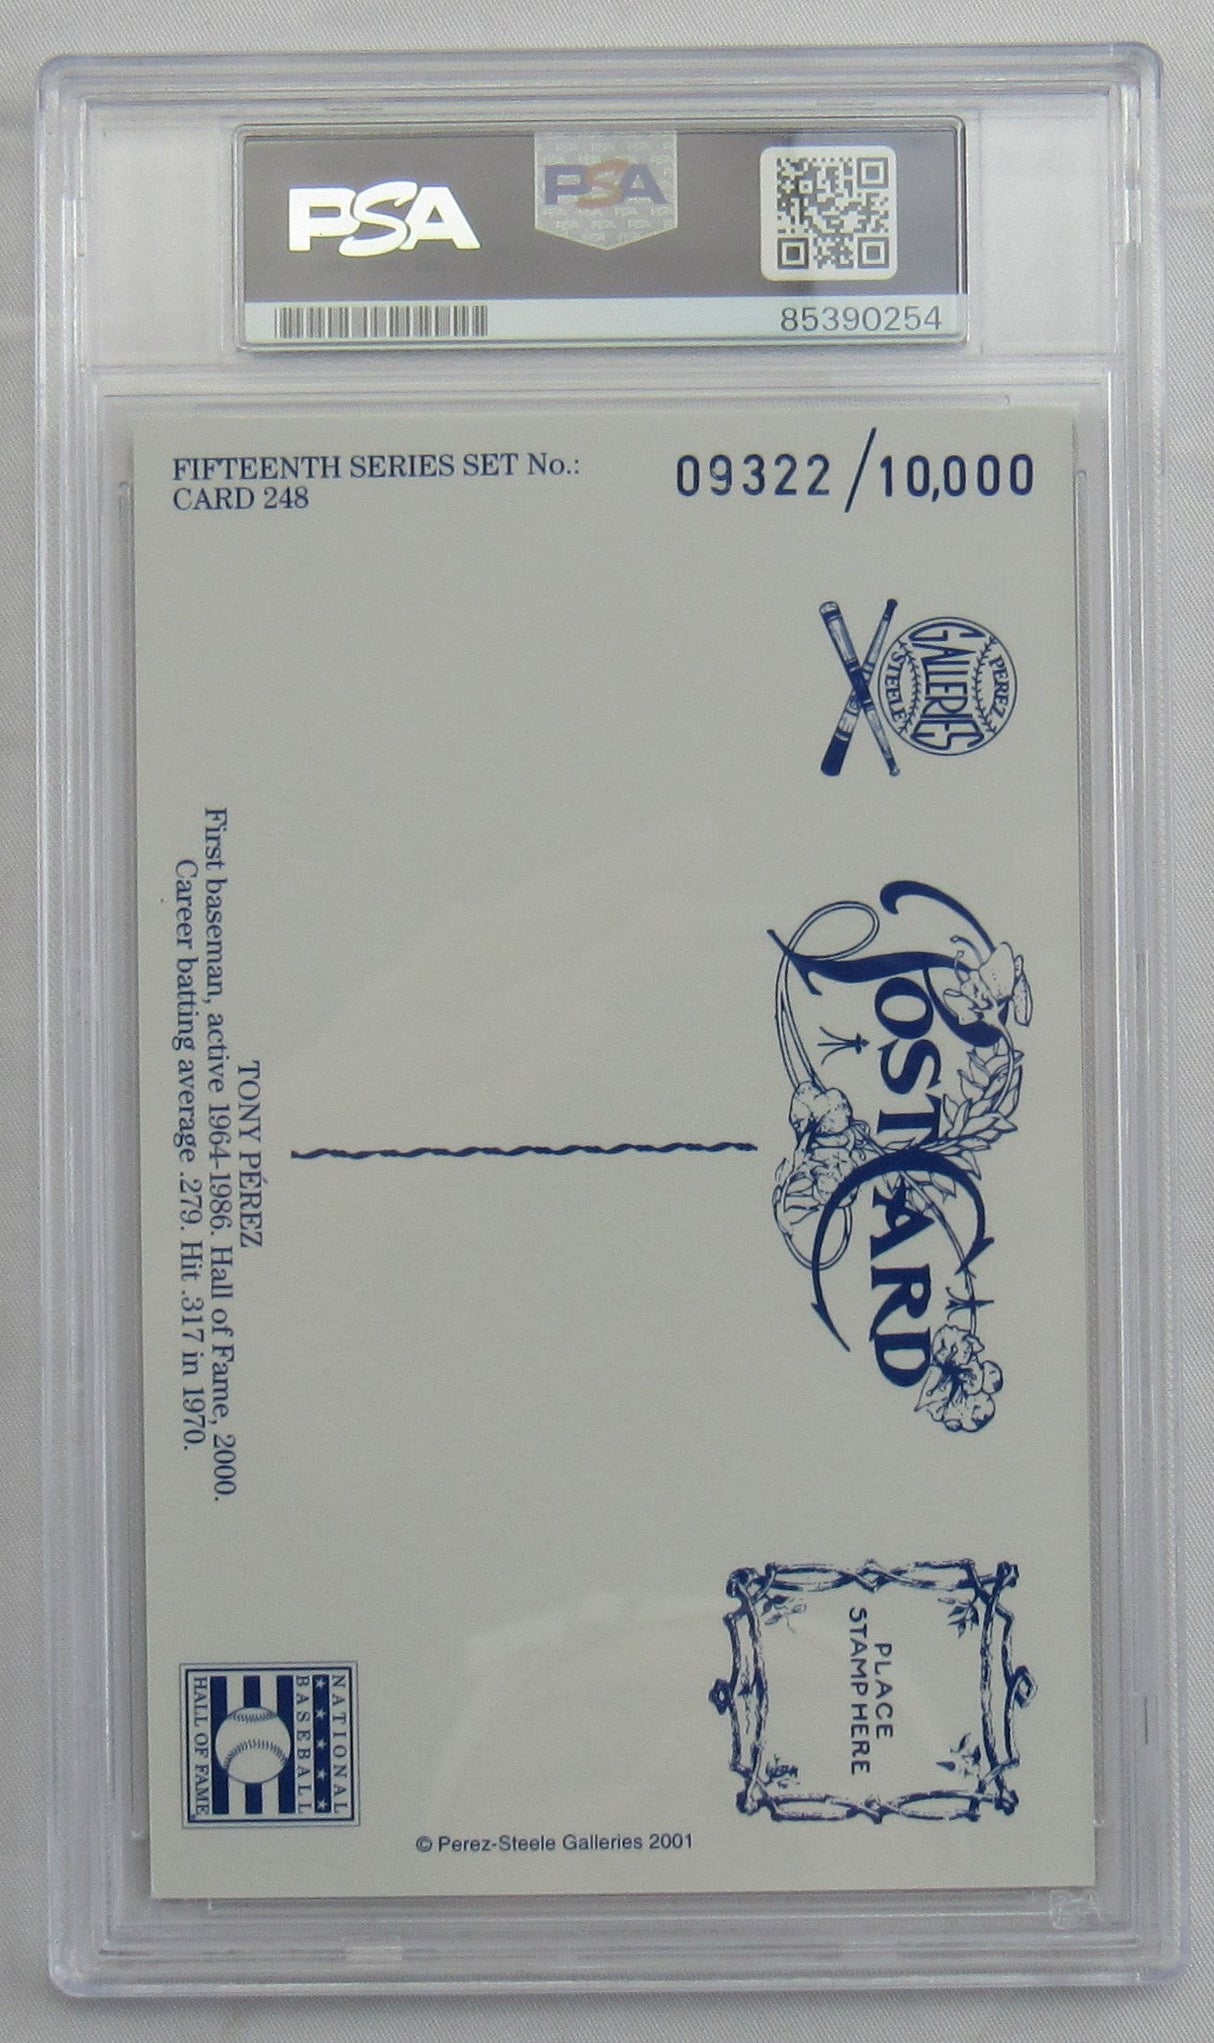 PSA
PSA
85390254
FIFTEENTH SERIES SET No.:
CARD 248
09322/10,000
PEREZ
GALLERIES
STEELE
POST CARD
PLACE
STAMP HERE
TONY PÉREZ
First baseman, active 1964-1986. Hall of Fame, 2000.
Career batting average .279. Hit .317 in 1970.
NATIONAL
BASEBALL
HALL OF FAME
© Perez-Steele Galleries 2001